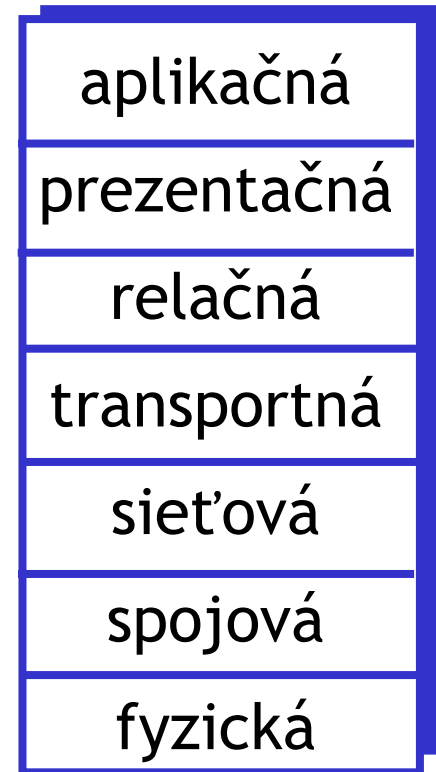 aplikačná
prezentačná
relačná
transportná
sieťová
spojová
fyzická